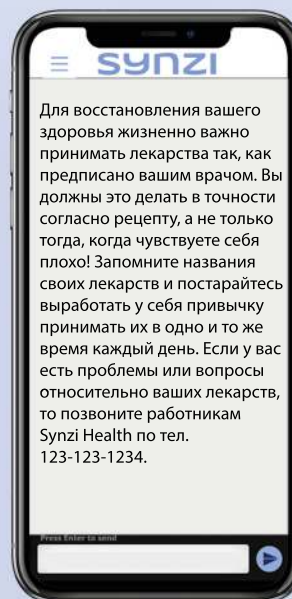 SYNZI
Для восстановления вашего
здоровья жизненно важно
принимать лекарства так, как
предписано вашим врачом. Вы
должны это делать в точности
согласно рецепту, а не только
тогда, когда чувствуете себя
плохо! Запомните названия
своих лекарств и постарайтесь
выработать у себя привычку
принимать их в одно и то же
время каждый день. Если у вас
есть проблемы или вопросы
относительно ваших лекарств,
то позвоните работникам
Synzi Health по тел.
123-123-1234.
Press Enter to send